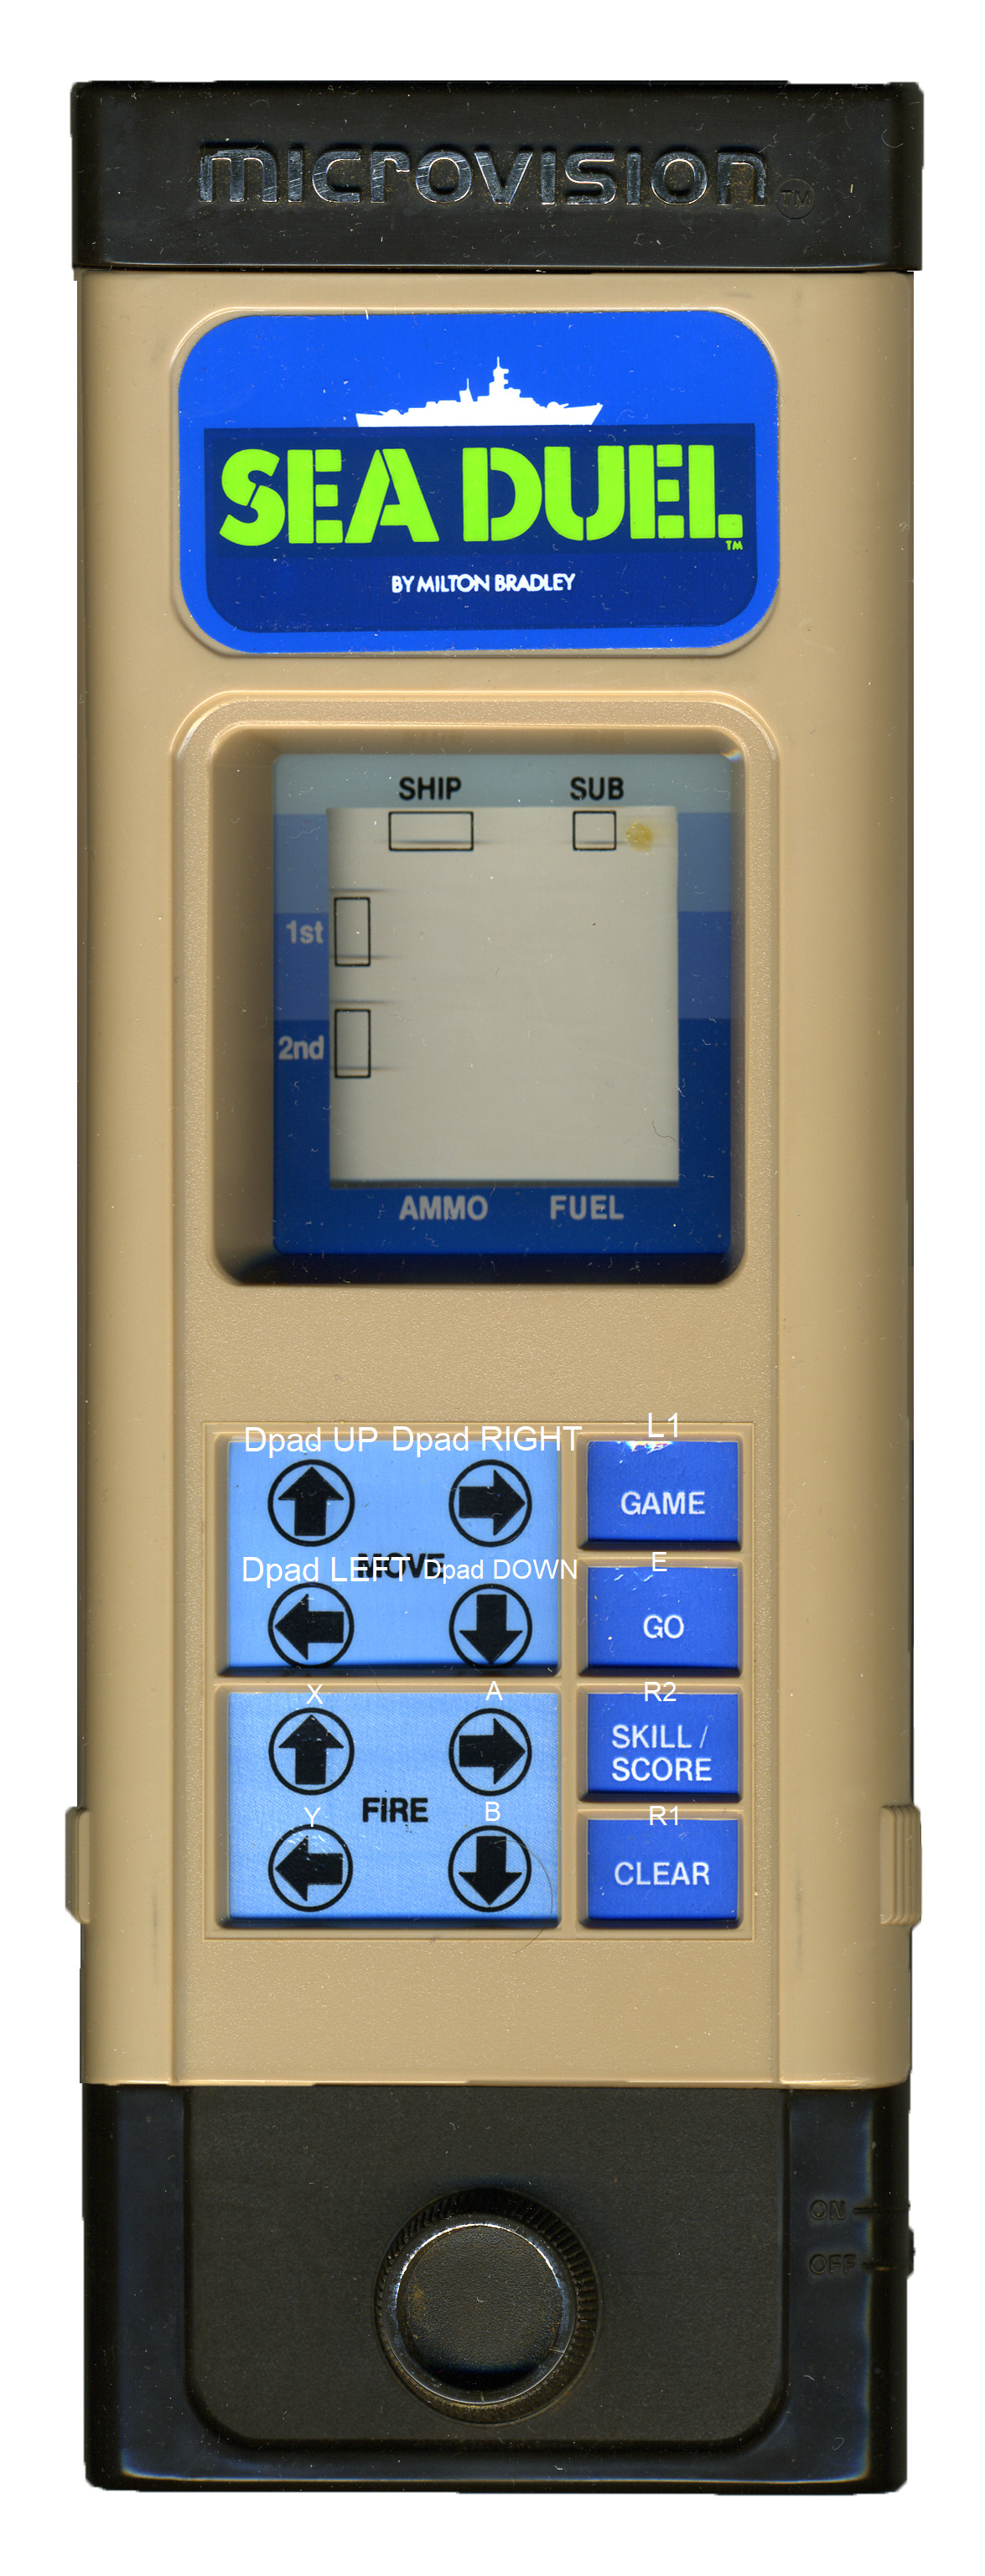 microvision TM
SEA DUEL TM
BY MILTON BRADLEY
SHIP SUB
1st
2nd
AMMO FUEL
Dpad UP Dpad RIGHT L1
GAME
MOVE
Dpad LEFT Dpad DOWN E
GO
X A R2
SKILL /
SCORE
FIRE
Y B R1
CLEAR
ON
OFF